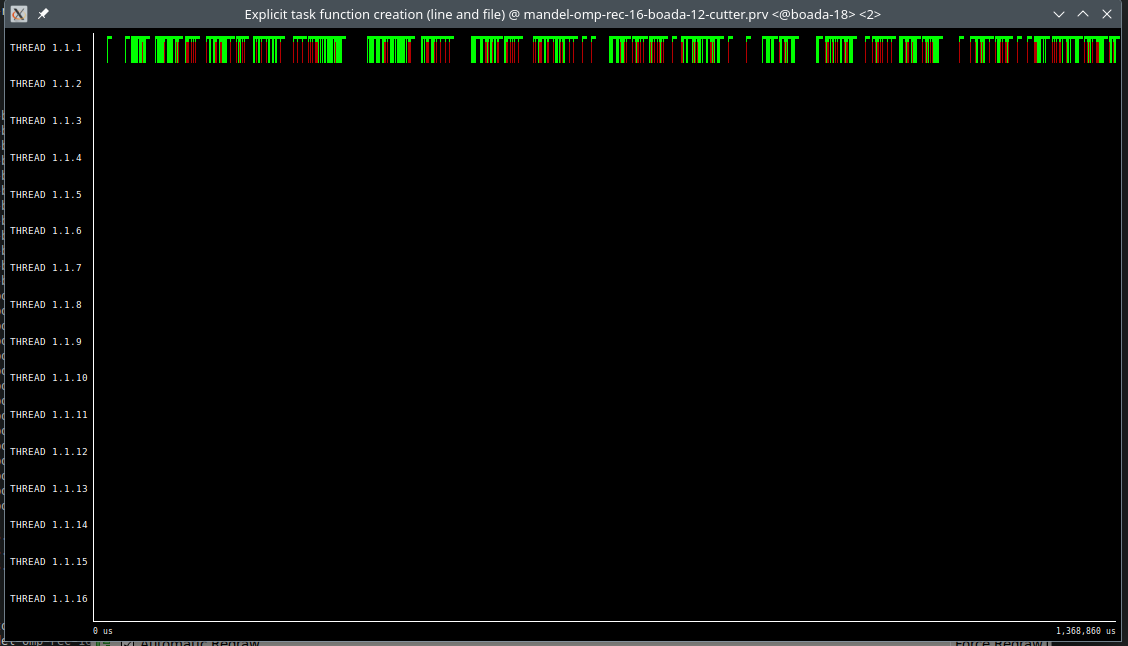 Explicit task function creation (line and file) @ mandel-omp-rec-16-boada-12-cutter.prv <@boada-18> <2>
THREAD 1.1.1
THREAD 1.1.2
THREAD 1.1.3
THREAD 1.1.4
THREAD 1.1.5
THREAD 1.1.6
THREAD 1.1.7
THREAD 1.1.8
THREAD 1.1.9
THREAD 1.1.10
THREAD 1.1.11
THREAD 1.1.12
THREAD 1.1.13
THREAD 1.1.14
THREAD 1.1.15
THREAD 1.1.16
0 us 1,368,860 us
Automatic Redraw Force Redraw